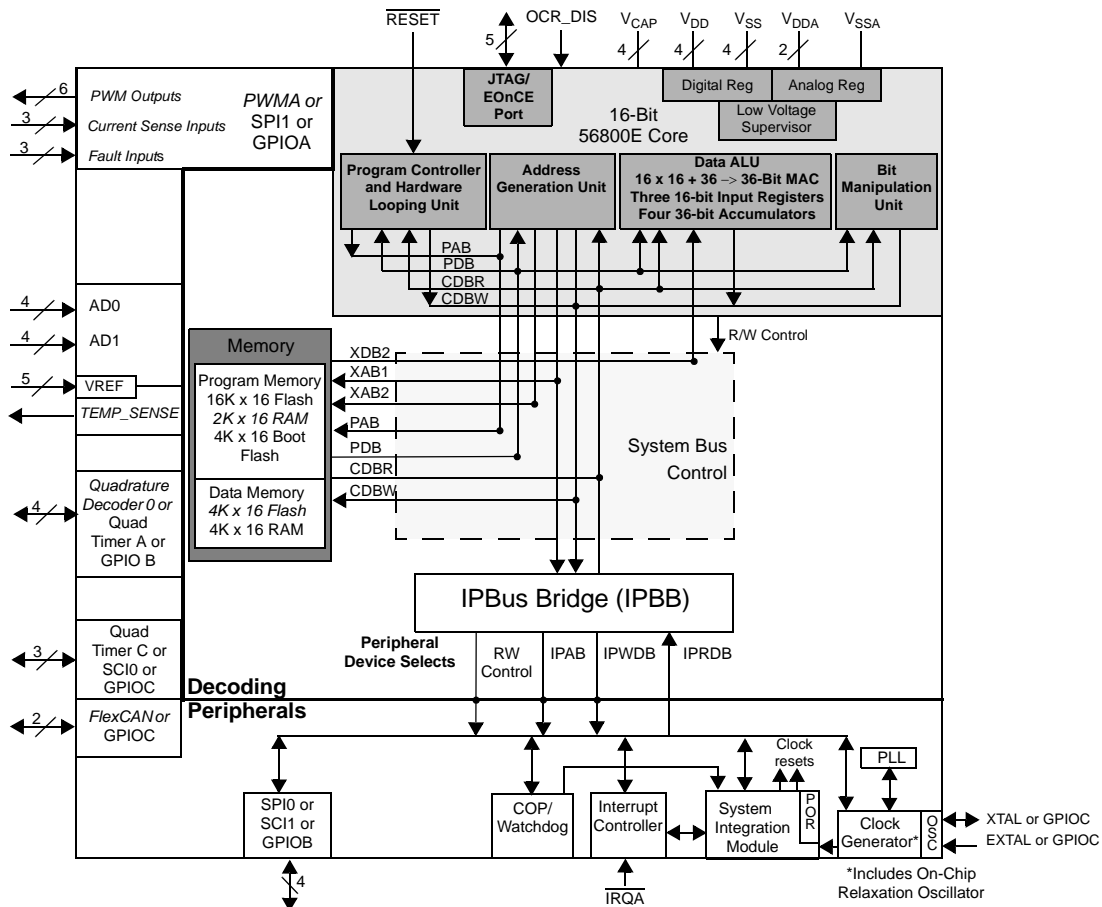 RESET
OCR_DIS
VCAP
VDD
VSS
VDDA
VSSA
5
4
4
4
2
6
PWM Outputs
3
Current Sense Inputs
3
Fault Inputs
PWMA or
SPI1 or
GPIOA
JTAG/
EOnCE
Port
Digital Reg
Analog Reg
Low Voltage
Supervisor
16-Bit
56800E Core
Program Controller
and Hardware
Looping Unit
Address
Generation Unit
Data ALU
16 x 16 + 36 -> 36-Bit MAC
Three 16-bit Input Registers
Four 36-bit Accumulators
Bit
Manipulation
Unit
PAB
PDB
CDBR
CDBW
4
AD0
4
AD1
5
VREF
TEMP_SENSE
R/W Control
Memory
Program Memory
16K x 16 Flash
2K x 16 RAM
4K x 16 Boot
Flash
Data Memory
4K x 16 Flash
4K x 16 RAM
XDB2
XAB1
XAB2
PAB
PDB
CDBR
CDBW
System Bus
Control
4
Quadrature
Decoder 0 or
Quad
Timer A or
GPIO B
IPBus Bridge (IPBB)
3
Quad
Timer C or
SCI0 or
GPIOC
Peripheral
Device Selects
RW
Control
IPAB
IPWDB
IPRDB
Decoding
Peripherals
2
FlexCAN or
GPIOC
Clock
resets
PLL
SPI0 or
SCI1 or
GPIOB
COP/
Watchdog
Interrupt
Controller
System
Integration
Module
POR
Clock
Generator*
OSC
XTAL or GPIOC
EXTAL or GPIOC
4
IRQA
*Includes On-Chip
Relaxation Oscillator